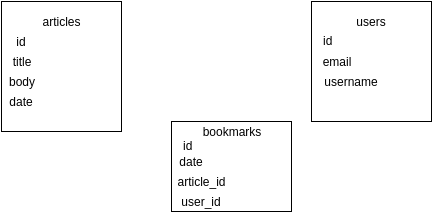 articles
id
title
body
date
users
id
email
username
bookmarks
id
date
article_id
user_id